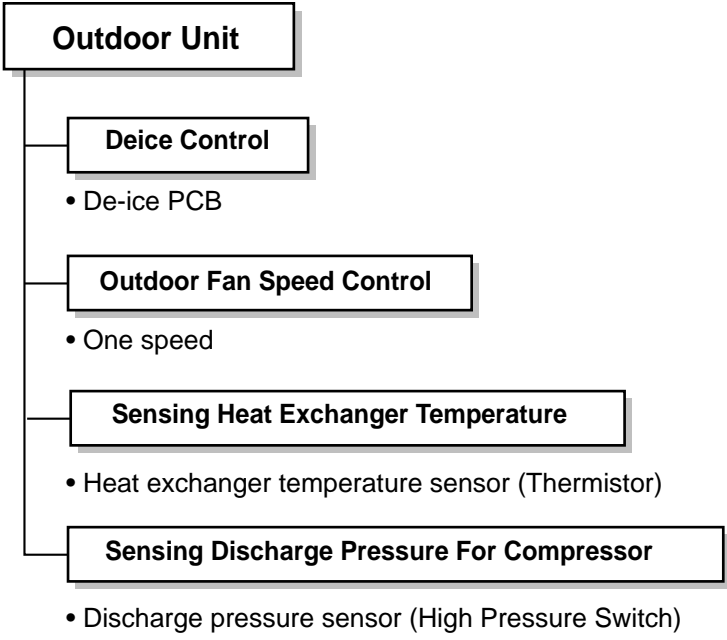 Outdoor Unit
Deice Control
• De-ice PCB
Outdoor Fan Speed Control
• One speed
Sensing Heat Exchanger Temperature
• Heat exchanger temperature sensor (Thermistor)
Sensing Discharge Pressure For Compressor
• Discharge pressure sensor (High Pressure Switch)